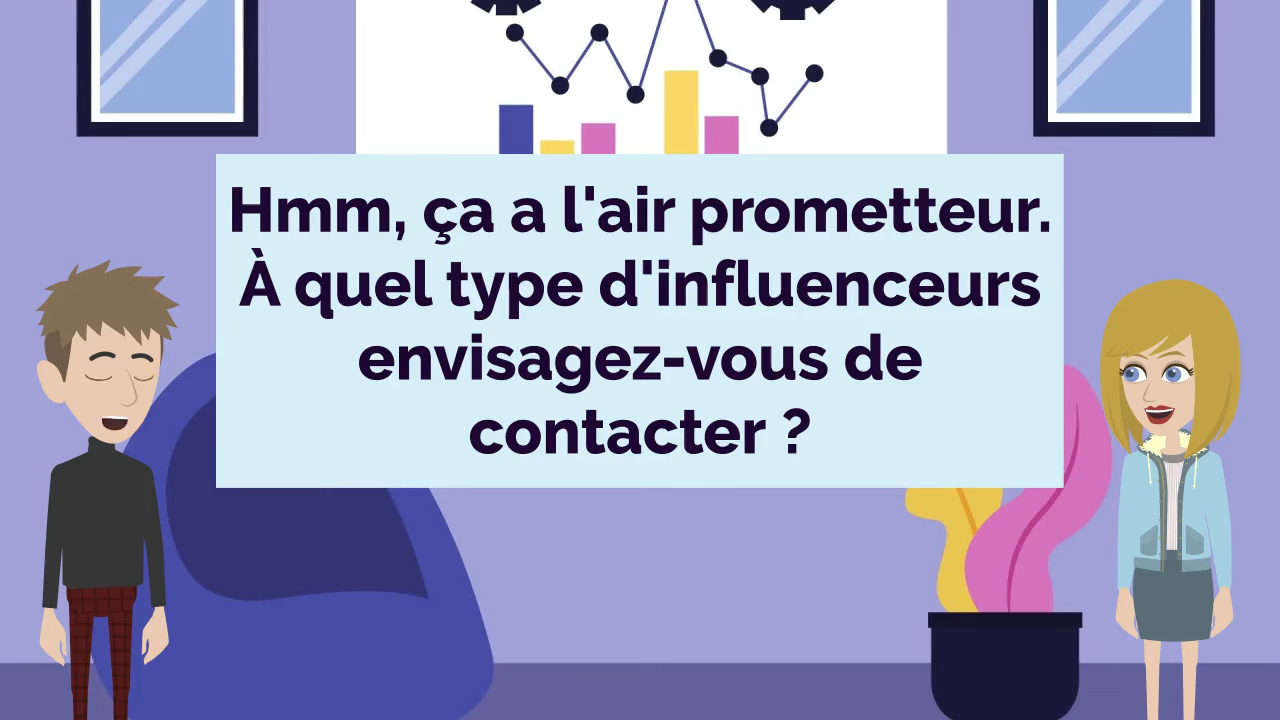 Hmm, ça a l'air prometteur.
À quel type d'influenceurs
envisagez-vous de
contacter ?